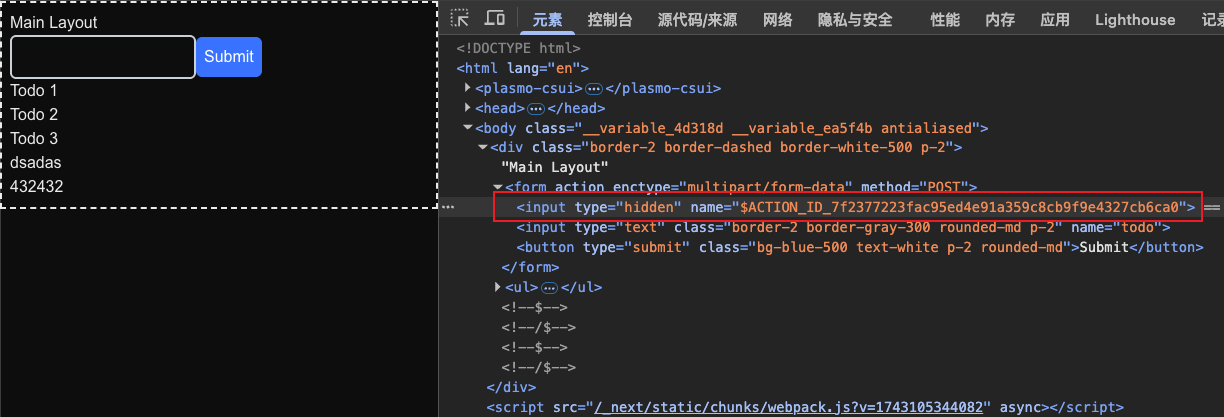 Main Layout
Submit
Todo 1
Todo 2
Todo 3
dsadas
432432
元素 控制台 源代码/来源 网络 隐私与安全 性能 内存 应用 Lighthouse
<!DOCTYPE html>
<html lang="en">
<plasmo-csui>…</plasmo-csui>
<head>…</head>
<body class="__variable_4d318d __variable_ea5f4b antialiased">
<div class="border-2 border-dashed border-white-500 p-2">
"Main Layout"
<form action enctype="multipart/form-data" method="POST">
<input type="hidden" name="$ACTION_ID_7f2377223fac95ed4e91a359c8cb9f9e4327cb6ca0"> ==
<input type="text" class="border-2 border-gray-300 rounded-md p-2" name="todo">
<button type="submit" class="bg-blue-500 text-white p-2 rounded-md">Submit</button>
</form>
<ul>…</ul>
<!--$-->
<!--/$-->
<!--$-->
<!--/$-->
</div>
<script src="/_next/static/chunks/webpack.js?v=1743105344082" async></script>